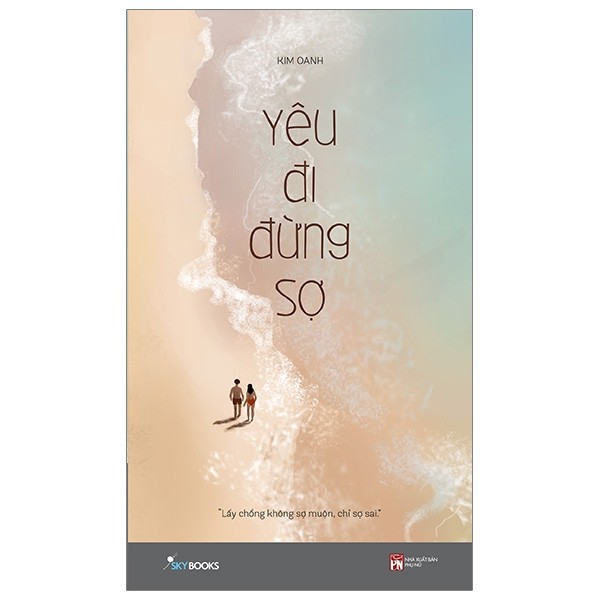 KIM OANH
Yêu
đi
đừng
sợ
"Lấy chồng không sợ muộn, chỉ sợ sai."
SKYBOOKS
PN
NHÀ XUẤT BẢN
PHỤ NỮ